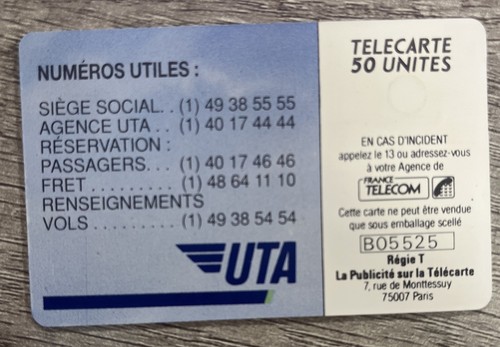 NUMÉROS UTILES :
SIÈGE SOCIAL. . (1) 49 38 55 55
AGENCE UTA . . (1) 40 17 44 44
RÉSERVATION :
PASSAGERS. . . (1) 40 17 46 46
FRET . . . . . . . . . (1) 48 64 11 10
RENSEIGNEMENTS
VOLS . . . . . . . . . (1) 49 38 54 54
UTA
TELECARTE
50 UNITES
EN CAS D'INCIDENT
appelez le 13 ou adressez-vous
à votre Agence de
FRANCE
TELECOM
Cette carte ne peut être vendue
que sous emballage scellé
B05525
Régie T
La Publicité sur la Télécarte
7, rue de Monttessuy
75007 Paris